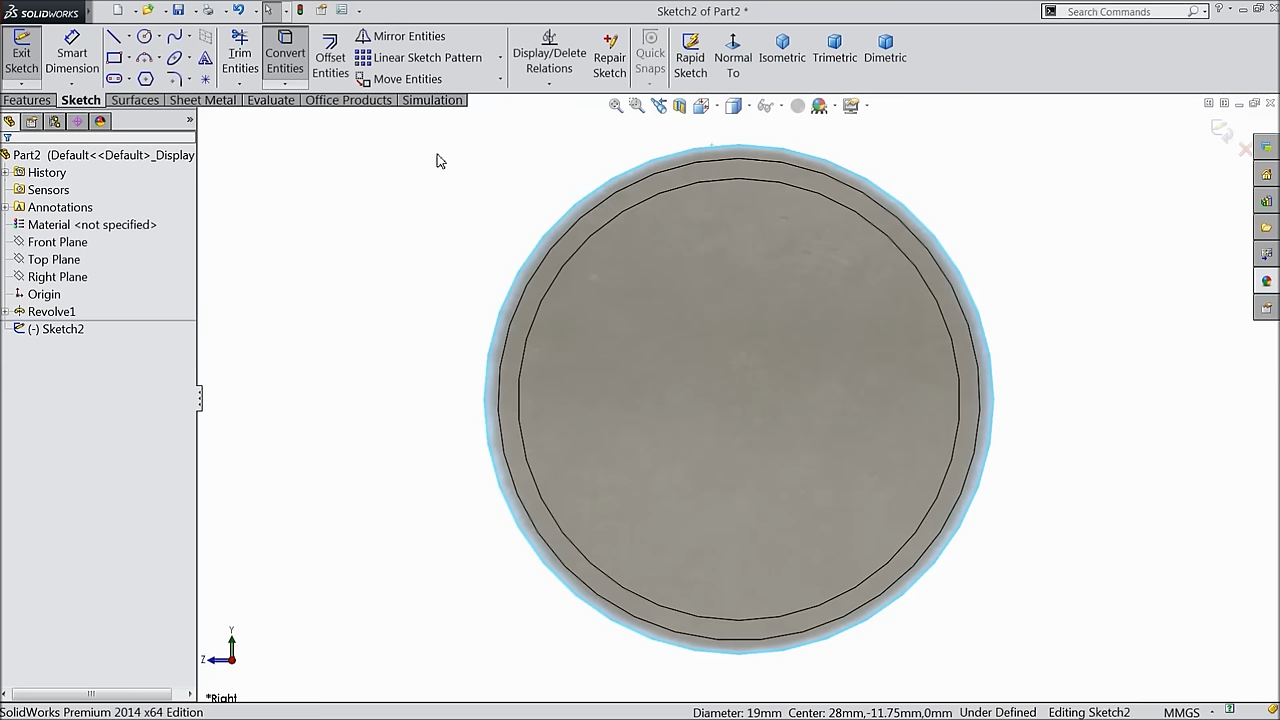 SOLIDWORKS
Sketch2 of Part2 *
Search Commands
Exit Sketch
Smart Dimension
Trim Entities
Convert Entities
Offset Entities
Mirror Entities
Linear Sketch Pattern
Move Entities
Display/Delete Relations
Repair Sketch
Quick Snaps
Rapid Sketch
Normal To
Isometric
Trimetric
Dimetric
Features
Sketch
Surfaces
Sheet Metal
Evaluate
Office Products
Simulation
Part2 (Default<<Default>_Display
History
Sensors
Annotations
Material <not specified>
Front Plane
Top Plane
Right Plane
Origin
Revolve1
(-) Sketch2
Y
Z
*Right
SolidWorks Premium 2014 x64 Edition
Diameter: 19mm Center: 28mm,-11.75mm,0mm Under Defined Editing Sketch2 MMGS